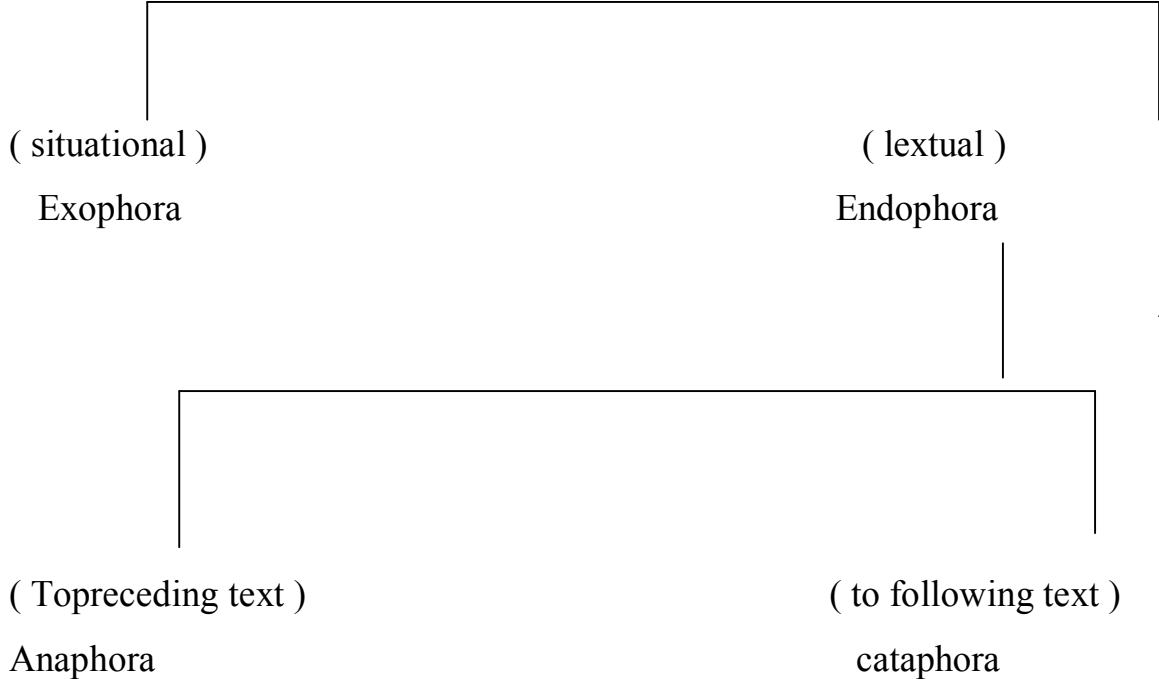 ( situational ) ( lextual )
Exophora Endophora
( Topreceding text ) ( to following text )
Anaphora cataphora